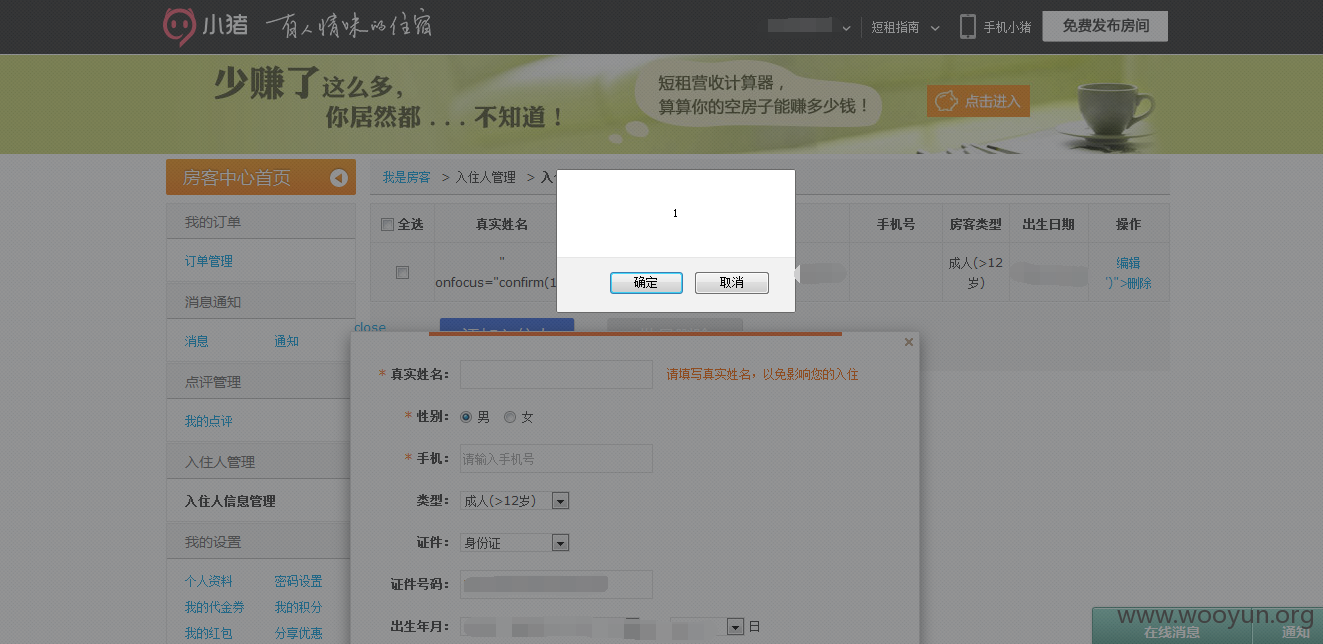 小猪 有人情味的住宿
短租指南
手机小猪
免费发布房间
少赚了这么多，
你居然都...不知道！
短租营收计算器，
算算你的空房子能赚多少钱！
点击进入
房客中心首页
我的订单
订单管理
消息通知
消息 通知
点评管理
我的点评
入住人管理
入住人信息管理
我的设置
个人资料 密码设置
我的代金券 我的积分
我的红包 分享优惠
我是房客 > 入住人管理 > 入
全选 真实姓名 手机号 房客类型 出生日期 操作
"
onfocus="confirm(1
成人(>12
岁)
编辑
')">删除
1
确定 取消
close
×
* 真实姓名： 请填写真实姓名，以免影响您的入住
* 性别： 男 女
* 手机： 请输入手机号
类型： 成人(>12岁)
证件： 身份证
证件号码：
出生年月： 日
在线消息 通知
www.wooyun.org